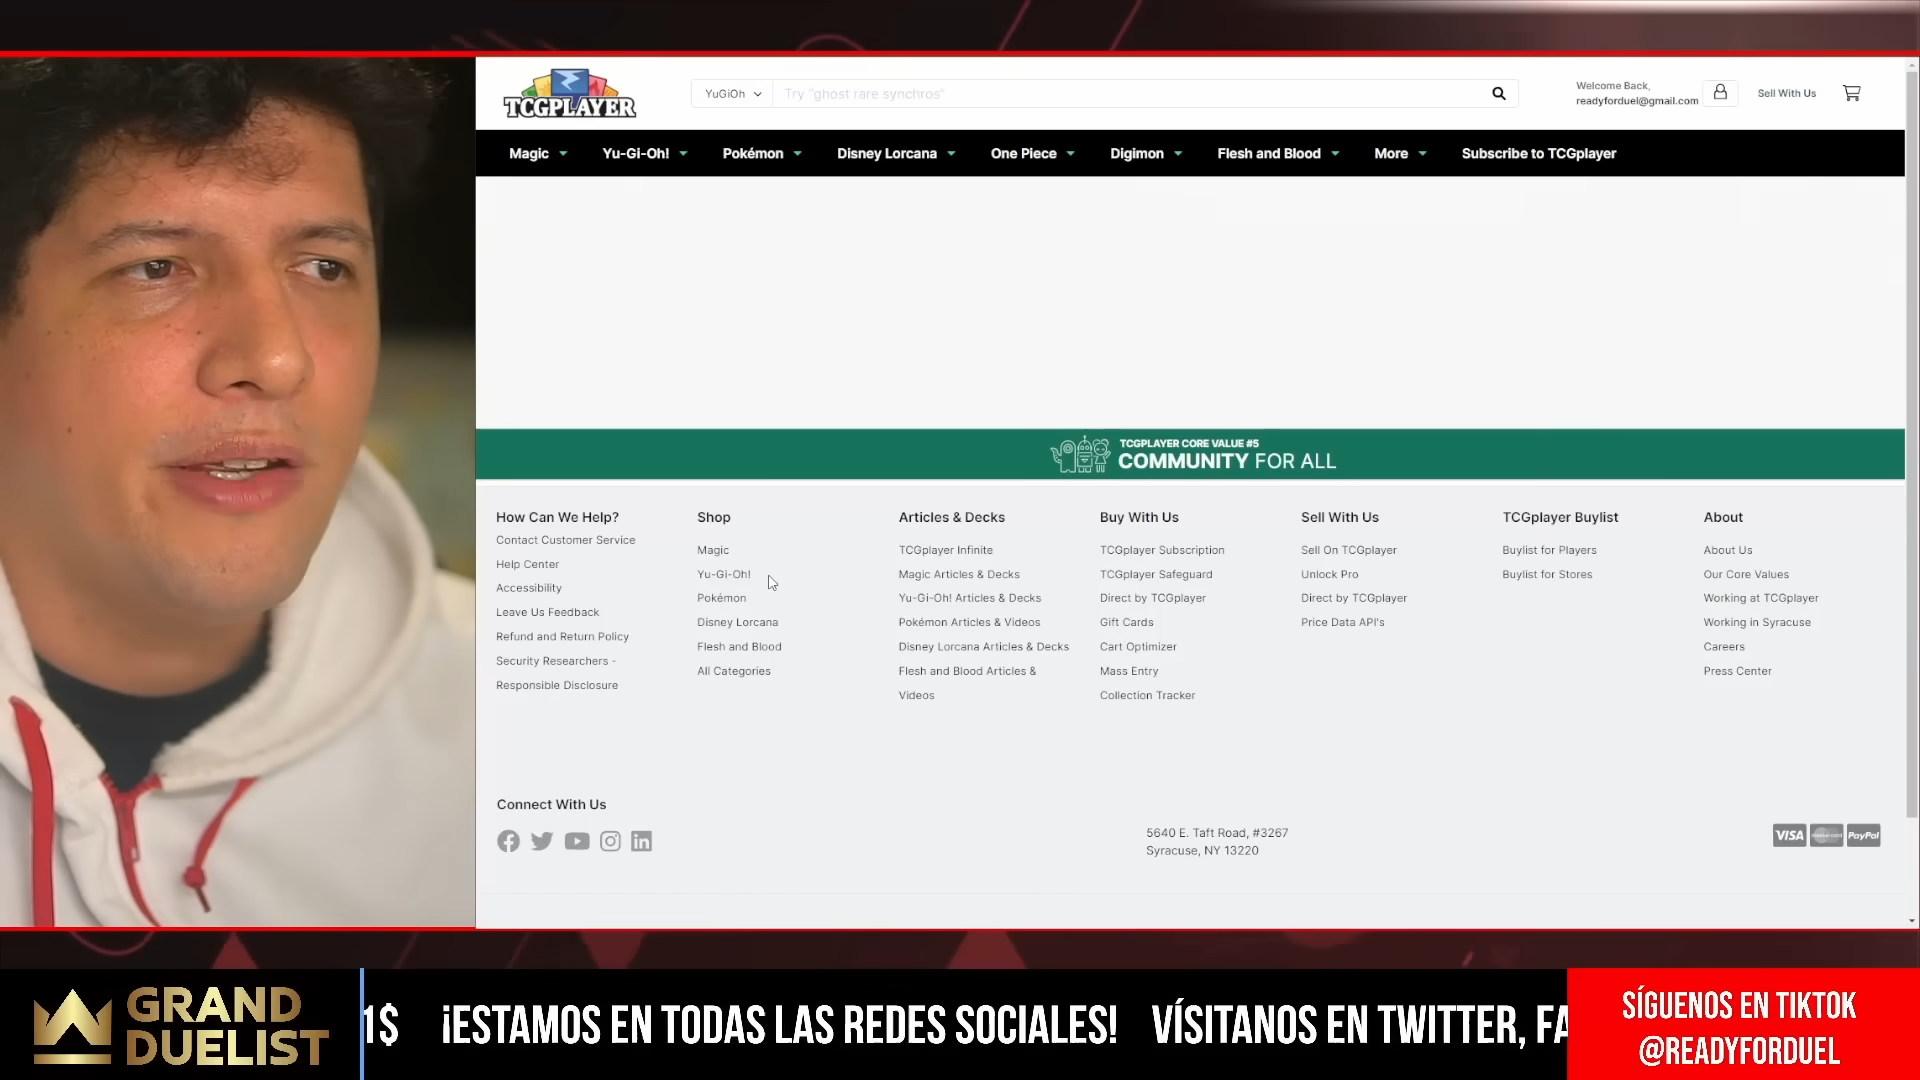 TCGPLAYER
YuGiOh
Try "ghost rare synchros"
Welcome Back,
readyforduel@gmail.com
Sell With Us
Magic
Yu-Gi-Oh!
Pokémon
Disney Lorcana
One Piece
Digimon
Flesh and Blood
More
Subscribe to TCGplayer
TCGPLAYER CORE VALUE #5
COMMUNITY FOR ALL
How Can We Help?
Contact Customer Service
Help Center
Accessibility
Leave Us Feedback
Refund and Return Policy
Security Researchers -
Responsible Disclosure
Shop
Magic
Yu-Gi-Oh!
Pokémon
Disney Lorcana
Flesh and Blood
All Categories
Articles & Decks
TCGplayer Infinite
Magic Articles & Decks
Yu-Gi-Oh! Articles & Decks
Pokémon Articles & Videos
Disney Lorcana Articles & Decks
Flesh and Blood Articles &
Videos
Buy With Us
TCGplayer Subscription
TCGplayer Safeguard
Direct by TCGplayer
Gift Cards
Cart Optimizer
Mass Entry
Collection Tracker
Sell With Us
Sell On TCGplayer
Unlock Pro
Direct by TCGplayer
Price Data API's
TCGplayer Buylist
Buylist for Players
Buylist for Stores
About
About Us
Our Core Values
Working at TCGplayer
Working in Syracuse
Careers
Press Center
Connect With Us
5640 E. Taft Road, #3267
Syracuse, NY 13220
VISA
PayPal
GRAND
DUELIST
1$ ¡ESTAMOS EN TODAS LAS REDES SOCIALES! VÍSITANOS EN TWITTER, FA
SÍGUENOS EN TIKTOK
@READYFORDUEL